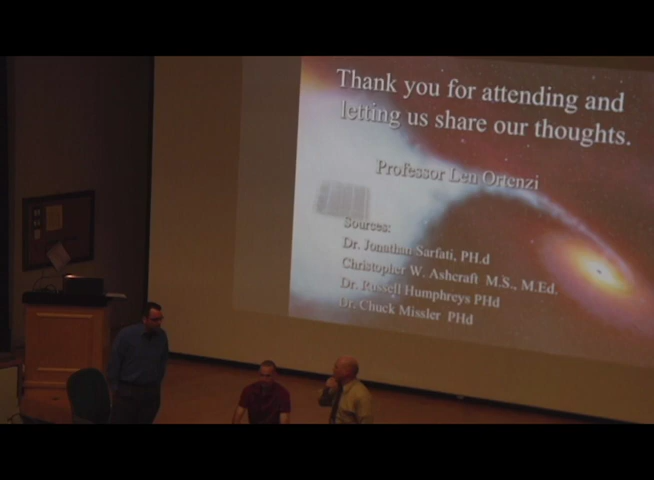 Thank you for attending and
letting us share our thoughts.
Professor Len Ortenzi
Sources:
Dr. Jonathan Sarfati, PH.d
Christopher W. Ashcraft M.S., M.Ed.
Dr. Russell Humphreys PHd
Dr. Chuck Missler PHd